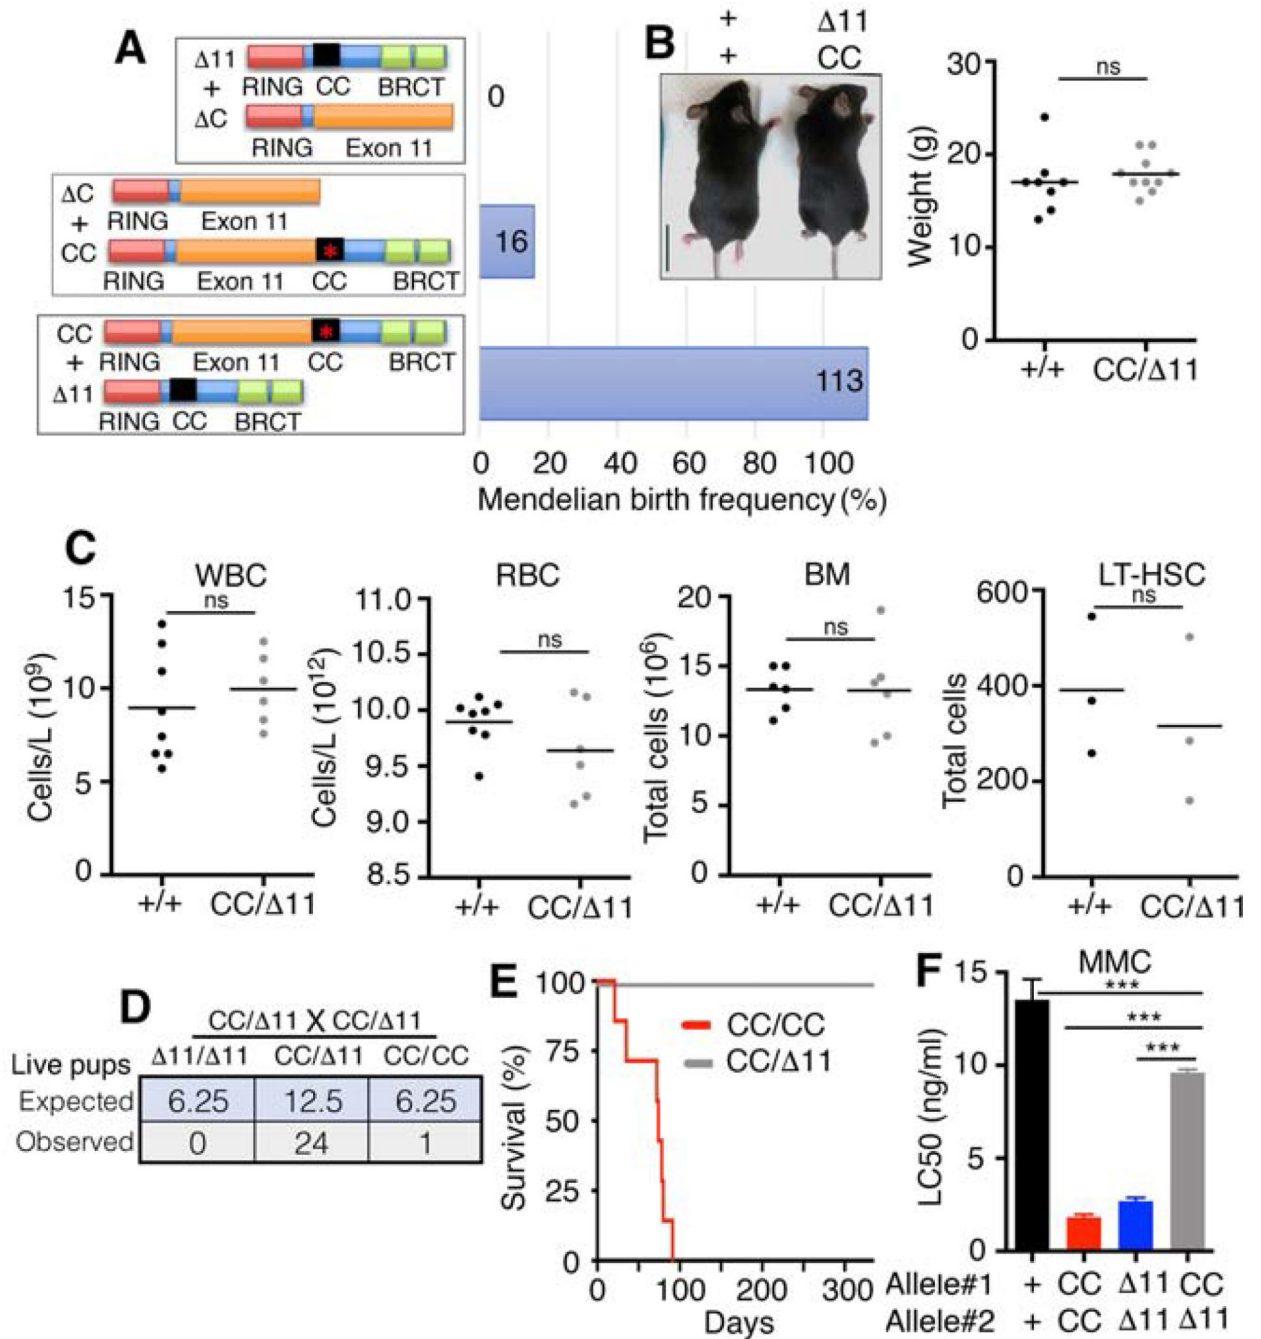 A
Δ11
+
RING CC BRCT
ΔC
RING Exon 11
0
ΔC
+
RING Exon 11
CC
*
RING Exon 11 CC BRCT
16
CC
*
+ RING Exon 11 CC BRCT
Δ11
RING CC BRCT
113
0 20 40 60 80 100
Mendelian birth frequency (%)
B
+ Δ11
+ CC
Weight (g)
30
20
10
0
ns
+/+ CC/Δ11
C
WBC
ns
Cells/L (10⁹)
15
10
5
0
+/+ CC/Δ11
RBC
ns
Cells/L (10¹²)
11.0
10.5
10.0
9.5
9.0
8.5
+/+ CC/Δ11
BM
ns
Total cells (10⁶)
20
15
10
5
0
+/+ CC/Δ11
LT-HSC
ns
Total cells
600
400
200
0
+/+ CC/Δ11
D
CC/Δ11 X CC/Δ11
Live pups Δ11/Δ11 CC/Δ11 CC/CC
Expected 6.25 12.5 6.25
Observed 0 24 1
E
Survival (%)
100
75
50
25
0
CC/CC
CC/Δ11
0 100 200 300
Days
F
MMC
***
***
***
LC50 (ng/ml)
15
10
5
0
Allele#1 + CC Δ11 CC
Allele#2 + CC Δ11 Δ11